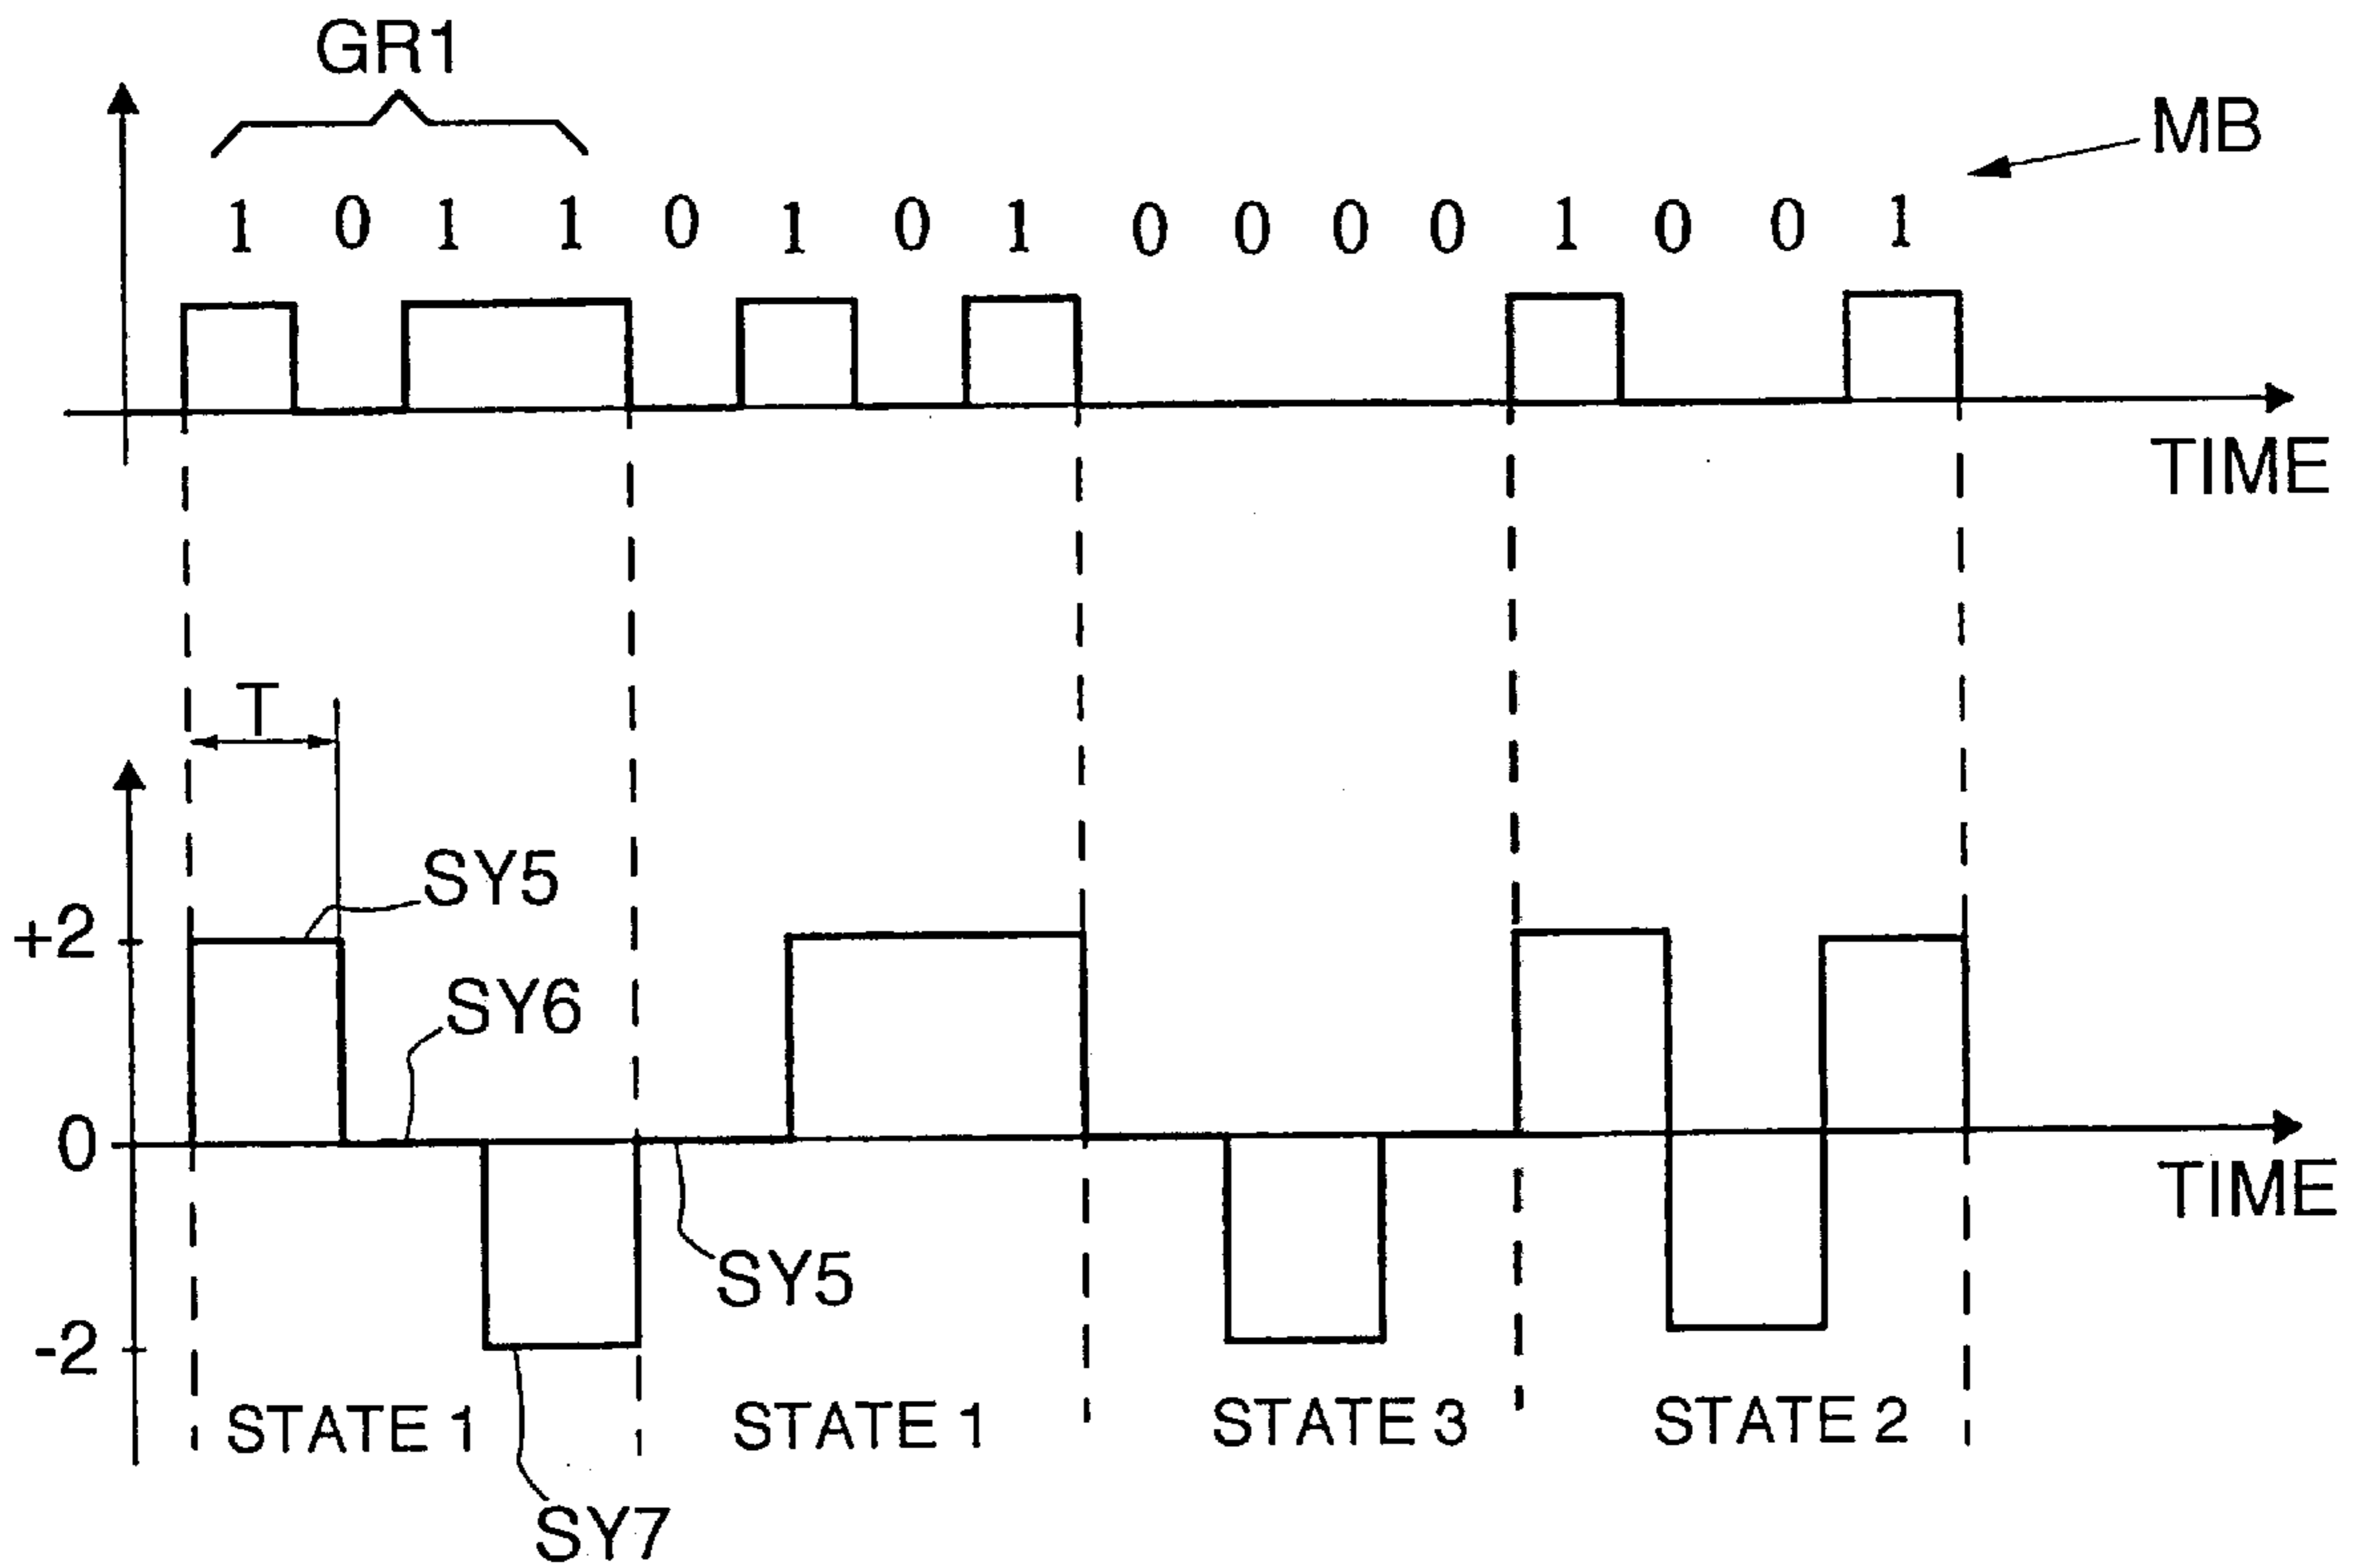 GR1
MB
1 0 1 1 0 1 0 1 0 0 0 0 1 0 0 1
TIME
T
SY5
+2
SY6
0
TIME
SY5
-2
STATE 1 STATE 1 STATE 3 STATE 2
SY7